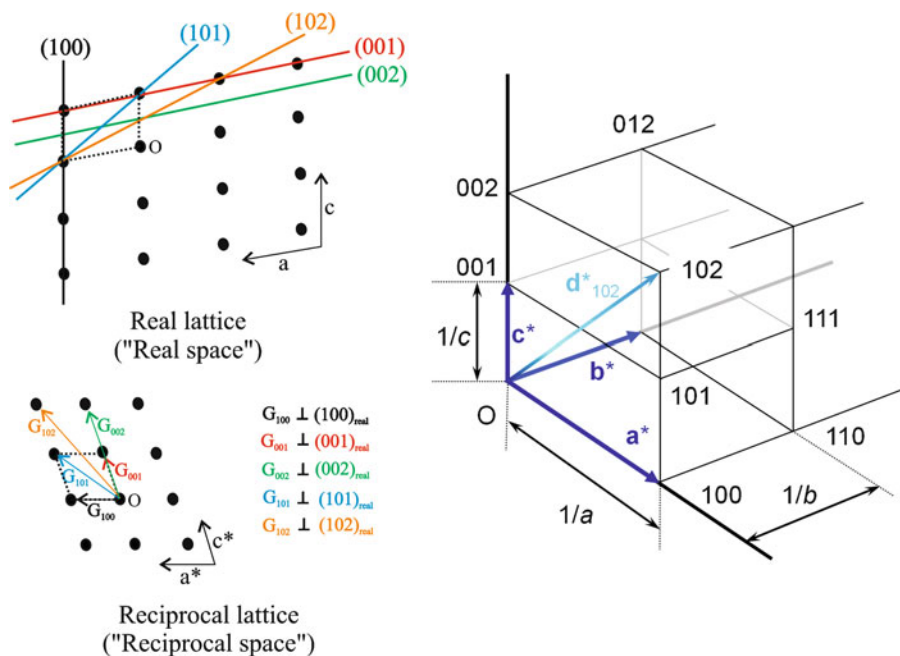 (100)
(101)
(102)
(001)
(002)
O
c
a
Real lattice
("Real space")
G102
G002
G101
G001
G100
O
c*
a*
G100 ⊥ (100)real
G001 ⊥ (001)real
G002 ⊥ (002)real
G101 ⊥ (101)real
G102 ⊥ (102)real
Reciprocal lattice
("Reciprocal space")
012
002
001
102
d*102
111
1/c
c*
b*
101
O
a*
110
100
1/b
1/a